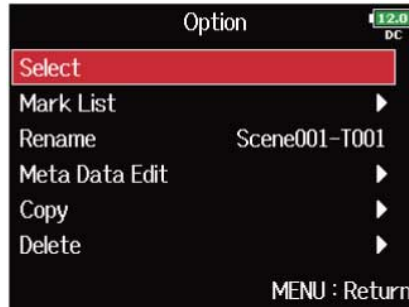 Option
12.0
DC
Select
Mark List
Rename Scene001-T001
Meta Data Edit
Copy
Delete
MENU : Return